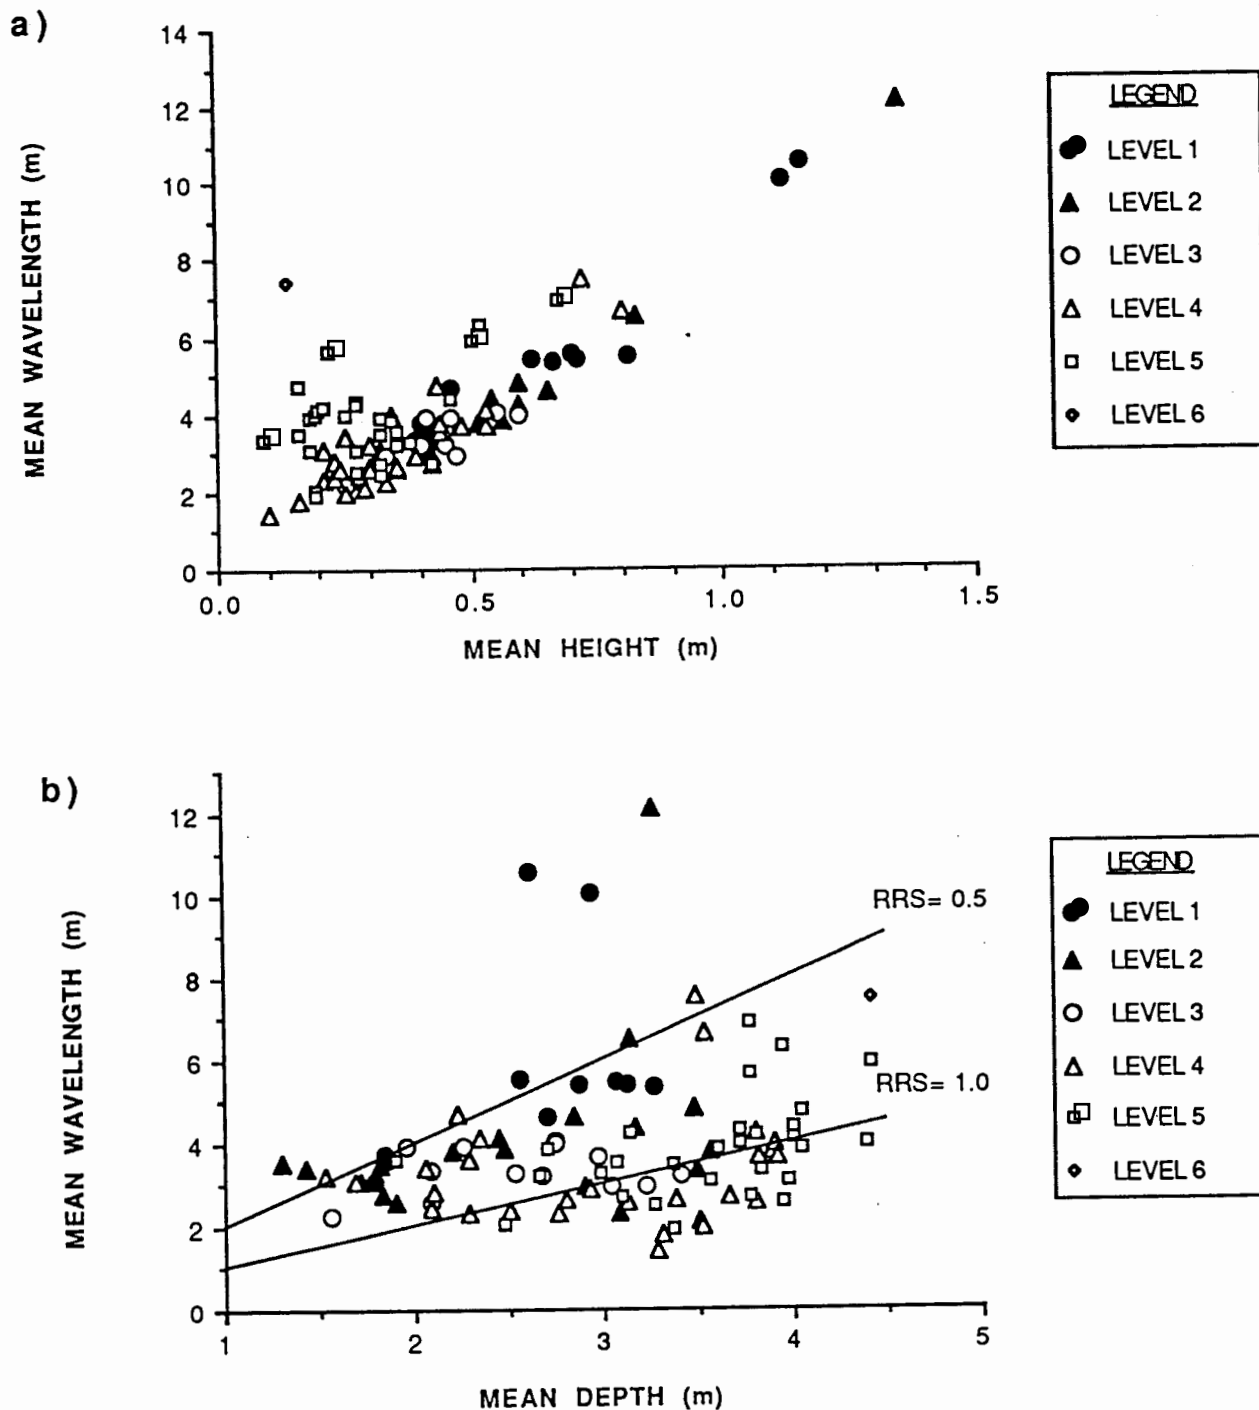 a)
14
12
10
8
6
4
2
0
0.0
0.5
1.0
1.5
MEAN WAVELENGTH (m)
MEAN HEIGHT (m)
LEGEND
LEVEL 1
LEVEL 2
LEVEL 3
LEVEL 4
LEVEL 5
LEVEL 6
b)
12
10
8
6
4
2
0
1
2
3
4
5
MEAN WAVELENGTH (m)
MEAN DEPTH (m)
RRS= 0.5
RRS= 1.0
LEGEND
LEVEL 1
LEVEL 2
LEVEL 3
LEVEL 4
LEVEL 5
LEVEL 6